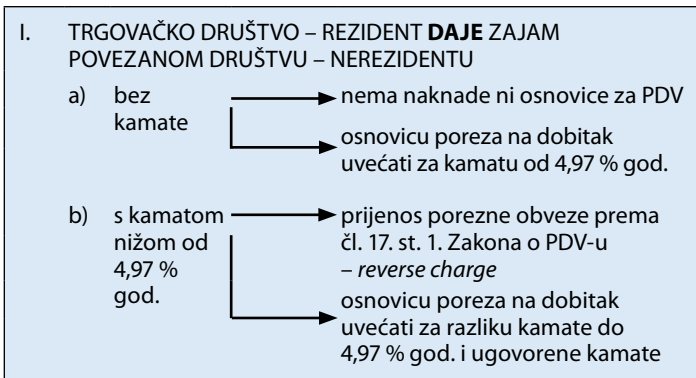 I. TRGOVAČKO DRUŠTVO – REZIDENT DAJE ZAJAM
POVEZANOM DRUŠTVU – NEREZIDENTU
a) bez
kamate
nema naknade ni osnovice za PDV
osnovicu poreza na dobitak
uvećati za kamatu od 4,97 % god.
b) s kamatom
nižom od
4,97 %
god.
prijenos porezne obveze prema
čl. 17. st. 1. Zakona o PDV-u
– reverse charge
osnovicu poreza na dobitak
uvećati za razliku kamate do
4,97 % god. i ugovorene kamate